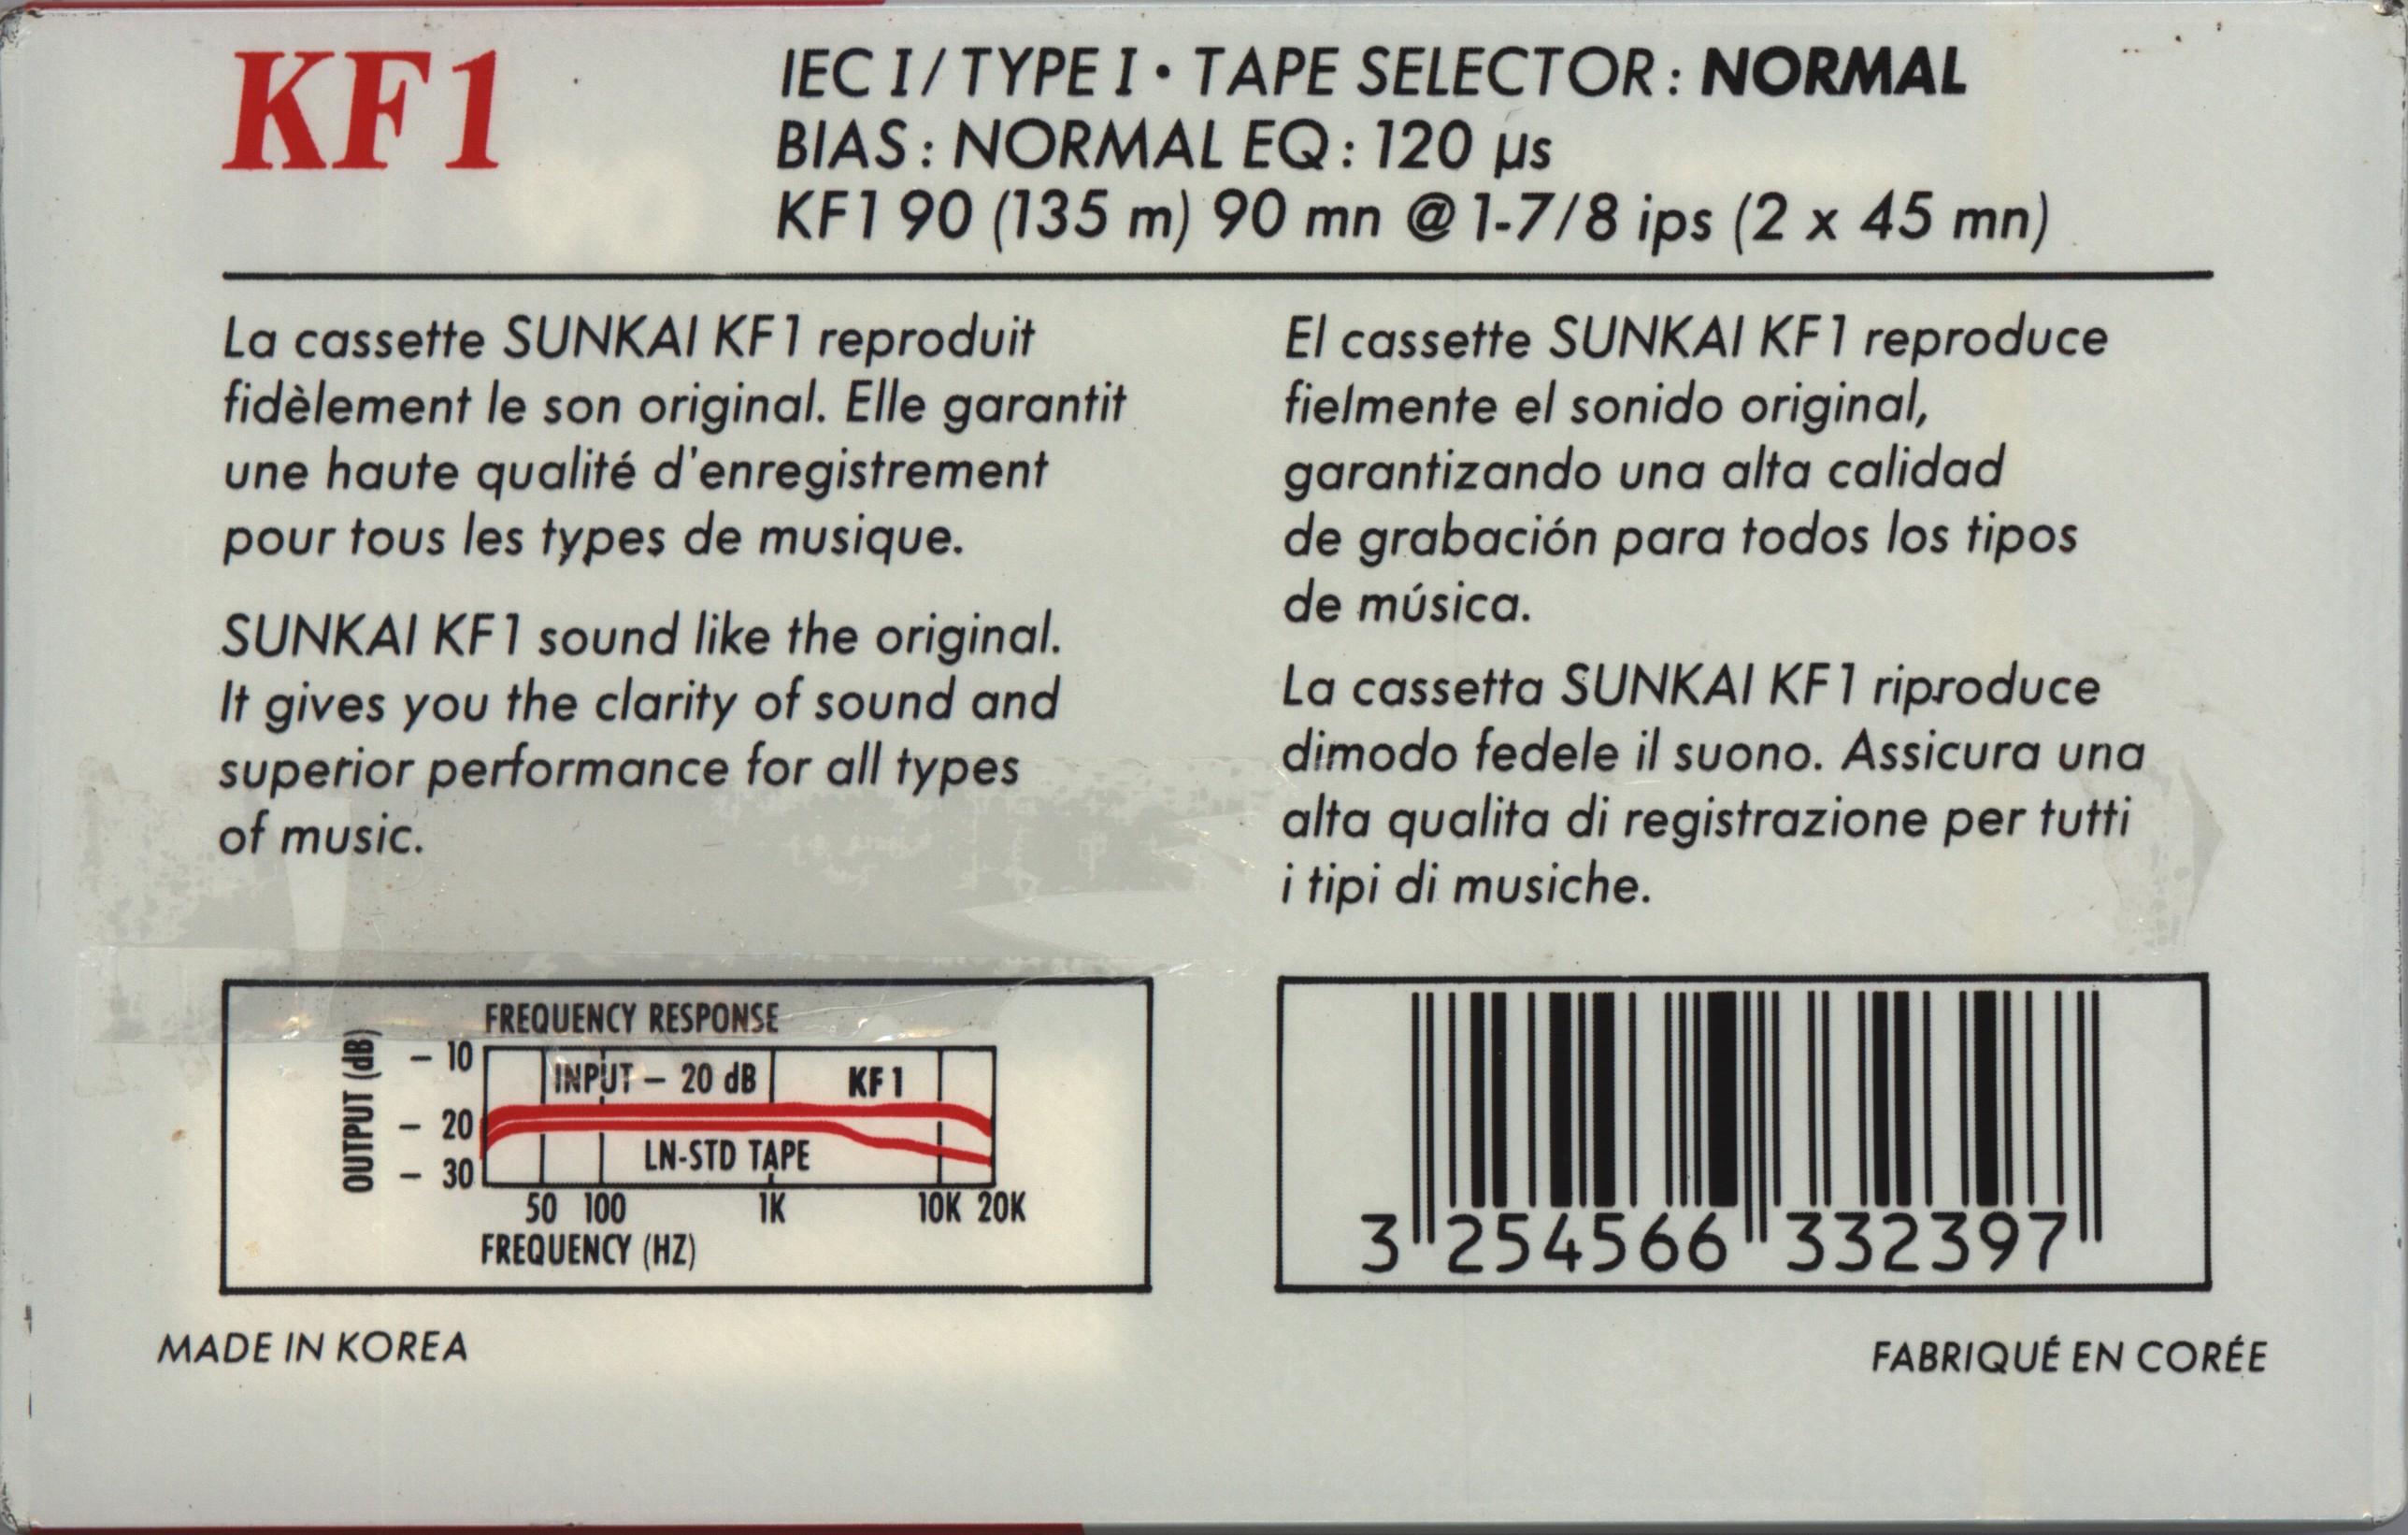 KF1
IEC I / TYPE I • TAPE SELECTOR : NORMAL
BIAS : NORMAL EQ : 120 µs
KF1 90 (135 m) 90 mn @ 1-7/8 ips (2 x 45 mn)
La cassette SUNKAI KF1 reproduit
fidèlement le son original. Elle garantit
une haute qualité d'enregistrement
pour tous les types de musique.
SUNKAI KF1 sound like the original.
It gives you the clarity of sound and
superior performance for all types
of music.
El cassette SUNKAI KF1 reproduce
fielmente el sonido original,
garantizando una alta calidad
de grabación para todos los tipos
de música.
La cassetta SUNKAI KF1 riproduce
dimodo fedele il suono. Assicura una
alta qualita di registrazione per tutti
i tipi di musiche.
FREQUENCY RESPONSE
OUTPUT (dB)
– 10
– 20
– 30
INPUT – 20 dB
KF1
LN-STD TAPE
50 100 1K 10K 20K
FREQUENCY (HZ)
3 254566 332397
MADE IN KOREA
FABRIQUÉ EN CORÉE